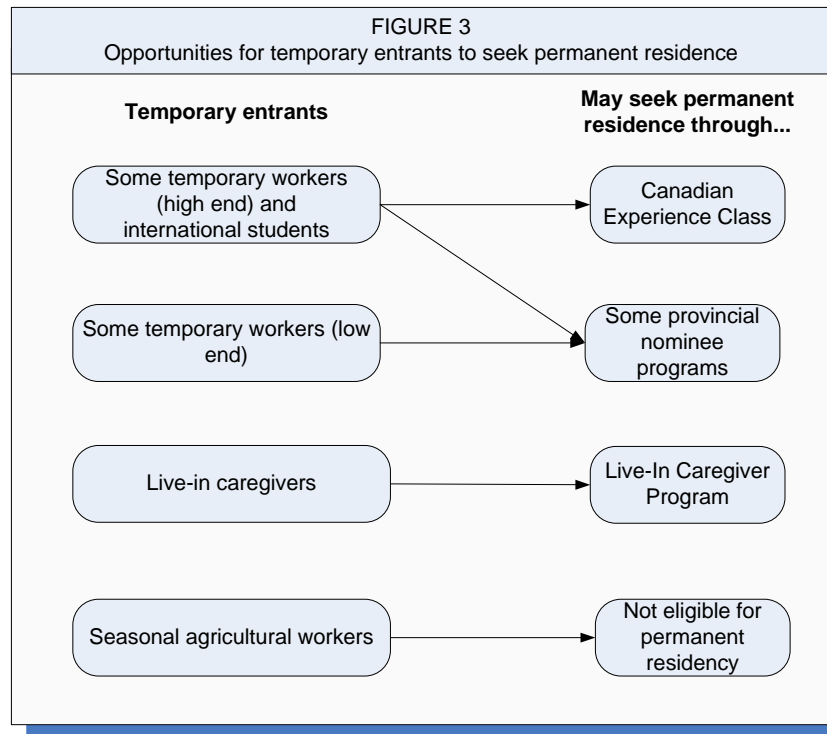 FIGURE 3
Opportunities for temporary entrants to seek permanent residence
Temporary entrants
May seek permanent
residence through...
Some temporary workers
(high end) and
international students
Canadian
Experience Class
Some temporary workers (low
end)
Some provincial
nominee
programs
Live-in caregivers
Live-In Caregiver
Program
Seasonal agricultural workers
Not eligible for
permanent
residency